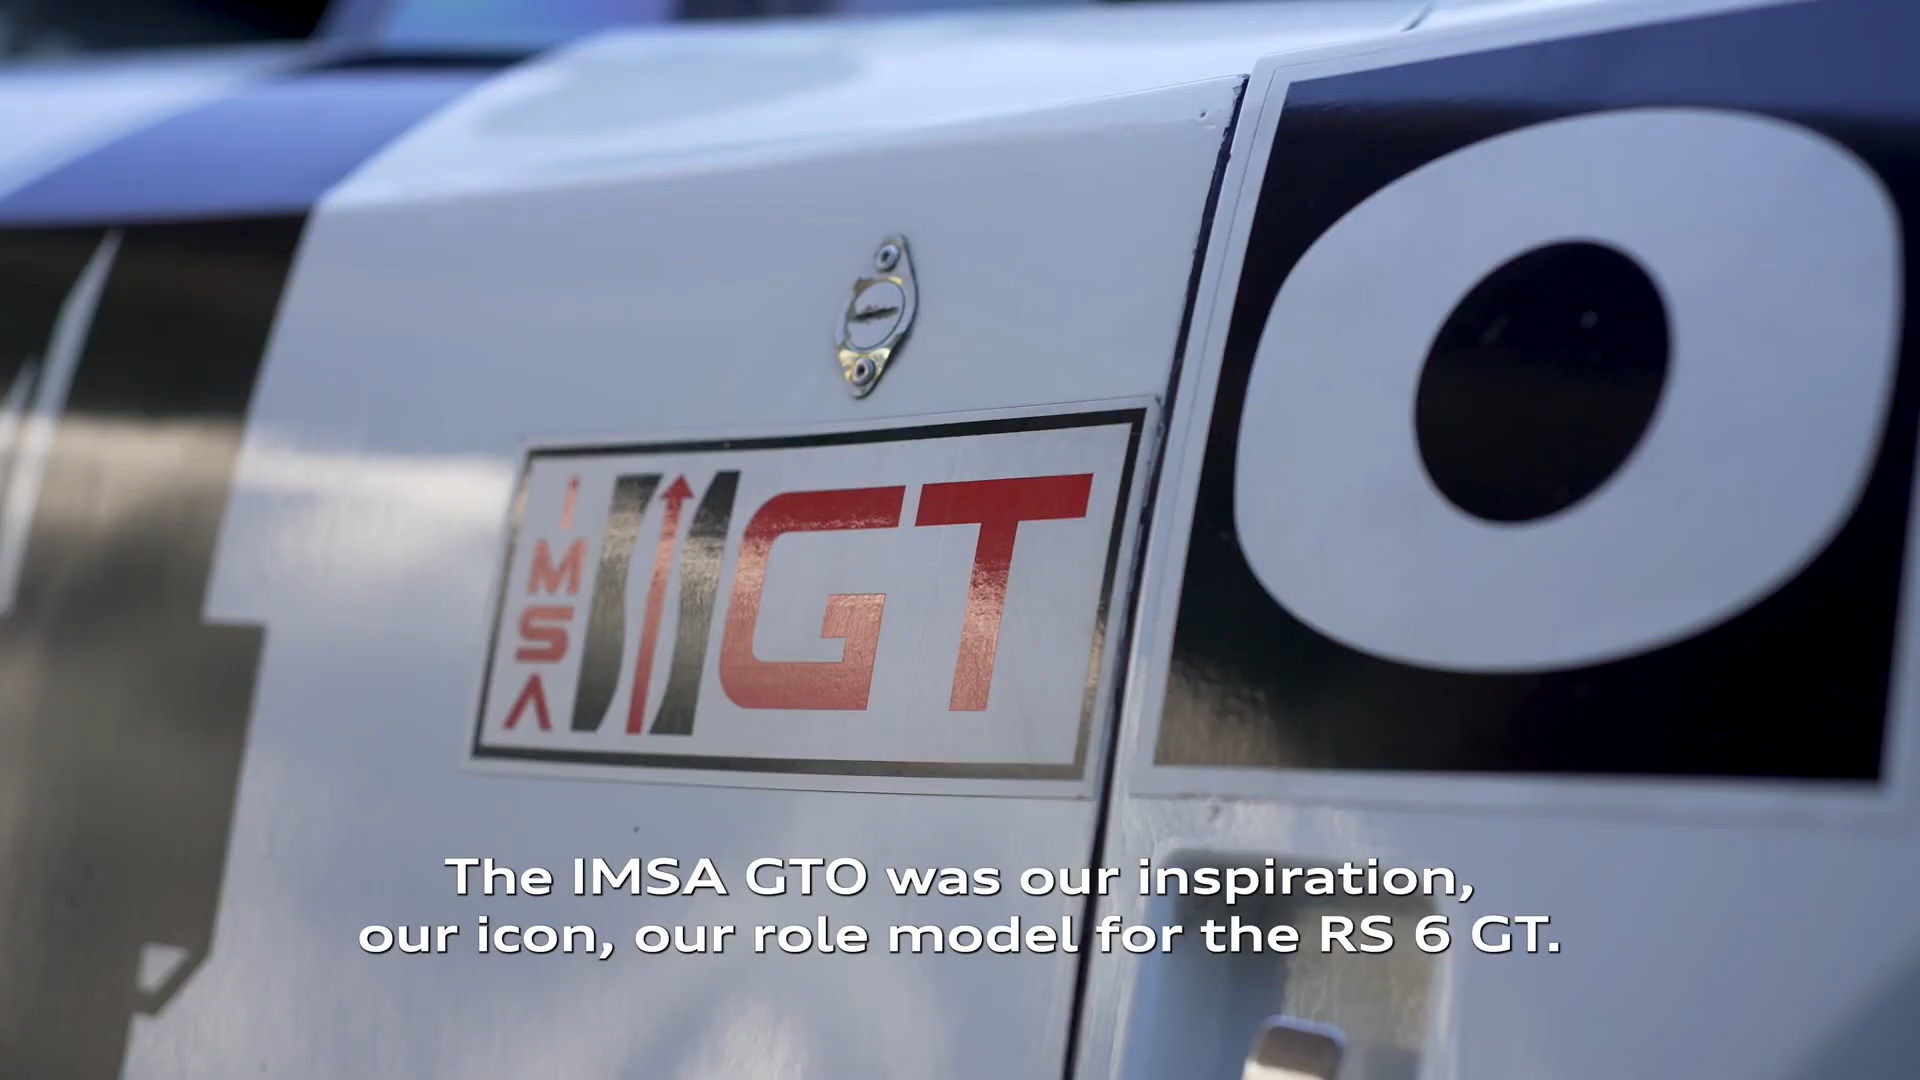 IMSA GT
O
The IMSA GTO was our inspiration,
our icon, our role model for the RS 6 GT.